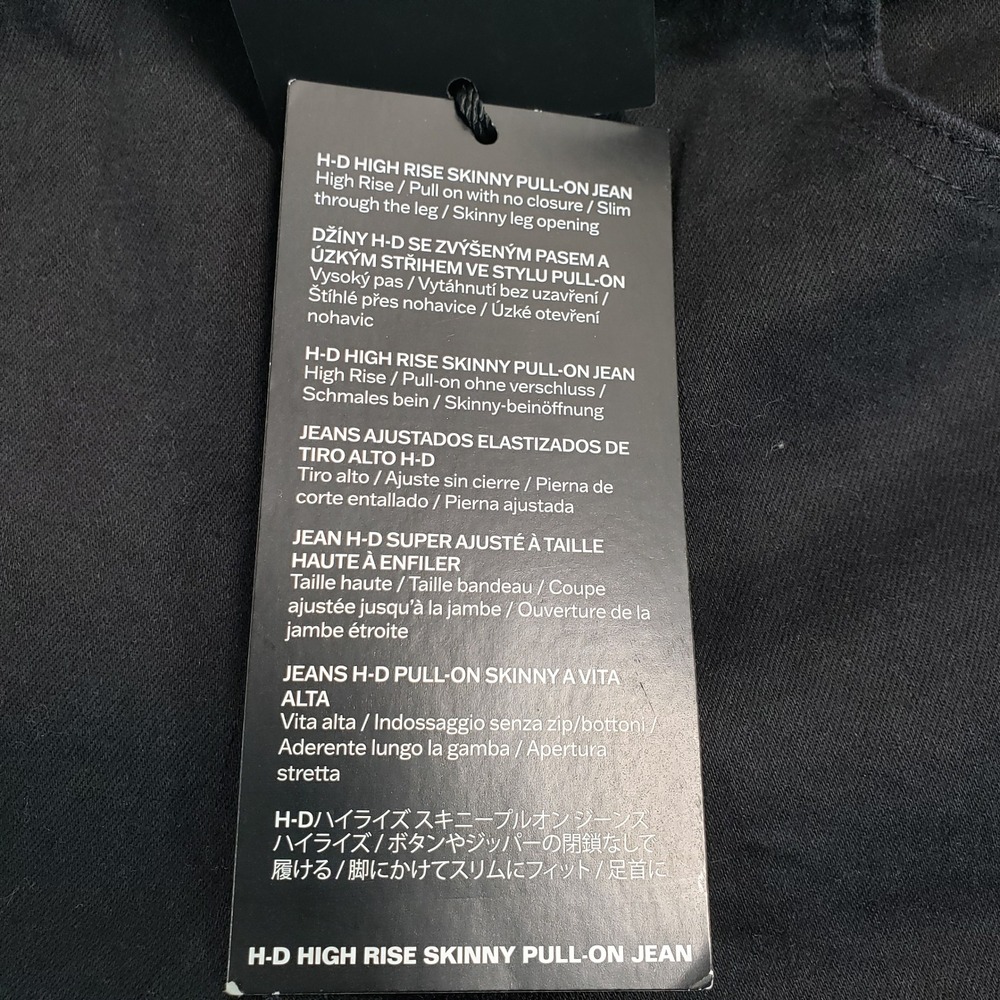 H-D HIGH RISE SKINNY PULL-ON JEAN
High Rise / Pull on with no closure / Slim
through the leg / Skinny leg opening
DŽÍNY H-D SE ZVÝŠENÝM PASEM A
ÚZKÝM STŘIHEM VE STYLU PULL-ON
Vysoký pas / Vytáhnutí bez uzavření /
Štíhlé přes nohavice / Úzké otevření
nohavic
H-D HIGH RISE SKINNY PULL-ON JEAN
High Rise / Pull-on ohne verschluss /
Schmales bein / Skinny-beinöffnung
JEANS AJUSTADOS ELASTIZADOS DE
TIRO ALTO H-D
Tiro alto / Ajuste sin cierre / Pierna de
corte entallado / Pierna ajustada
JEAN H-D SUPER AJUSTÉ À TAILLE
HAUTE À ENFILER
Taille haute / Taille bandeau / Coupe
ajustée jusqu'à la jambe / Ouverture de la
jambe étroite
JEANS H-D PULL-ON SKINNY A VITA
ALTA
Vita alta / Indossaggio senza zip/bottoni /
Aderente lungo la gamba / Apertura
stretta
H-Dハイライズ スキニープルオン ジーンズ
ハイライズ / ボタンやジッパーの閉鎖なしで
履ける / 脚にかけてスリムにフィット / 足首に
H-D HIGH RISE SKINNY PULL-ON JEAN